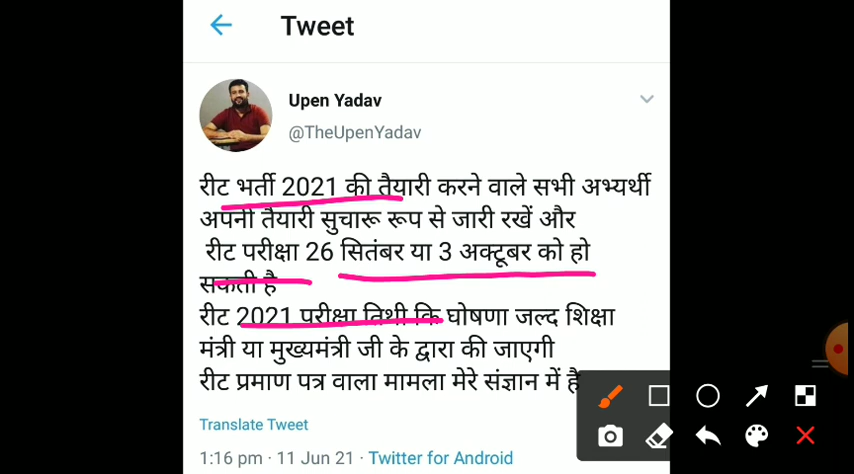 Tweet
Upen Yadav
@TheUpenYadav
रीट भर्ती 2021 की तैयारी करने वाले सभी अभ्यर्थी
अपनी तैयारी सुचारू रूप से जारी रखें और
रीट परीक्षा 26 सितंबर या 3 अक्टूबर को हो
सकती है
रीट 2021 परीक्षा तिथी कि घोषणा जल्द शिक्षा
मंत्री या मुख्यमंत्री जी के द्वारा की जाएगी
रीट प्रमाण पत्र वाला मामला मेरे संज्ञान में है
Translate Tweet
1:16 pm · 11 Jun 21 · Twitter for Android